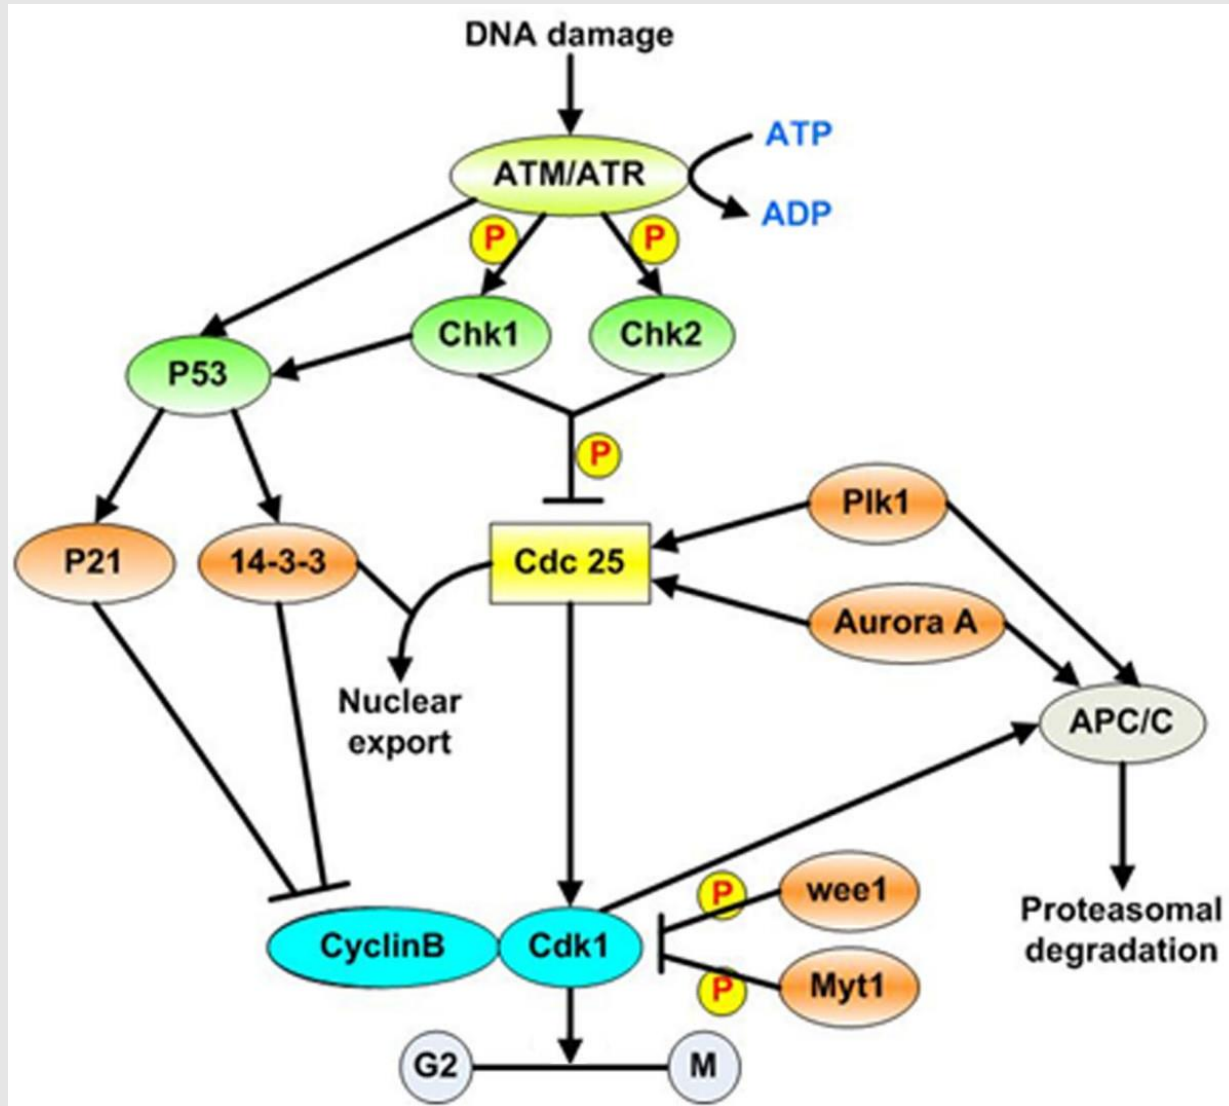 DNA damage
ATP
ATM/ATR
ADP
P
P
Chk1
Chk2
P53
P
Plk1
P21
14-3-3
Cdc 25
Aurora A
Nuclear
export
APC/C
wee1
P
Proteasomal
degradation
CyclinB
Cdk1
Myt1
P
G2
M